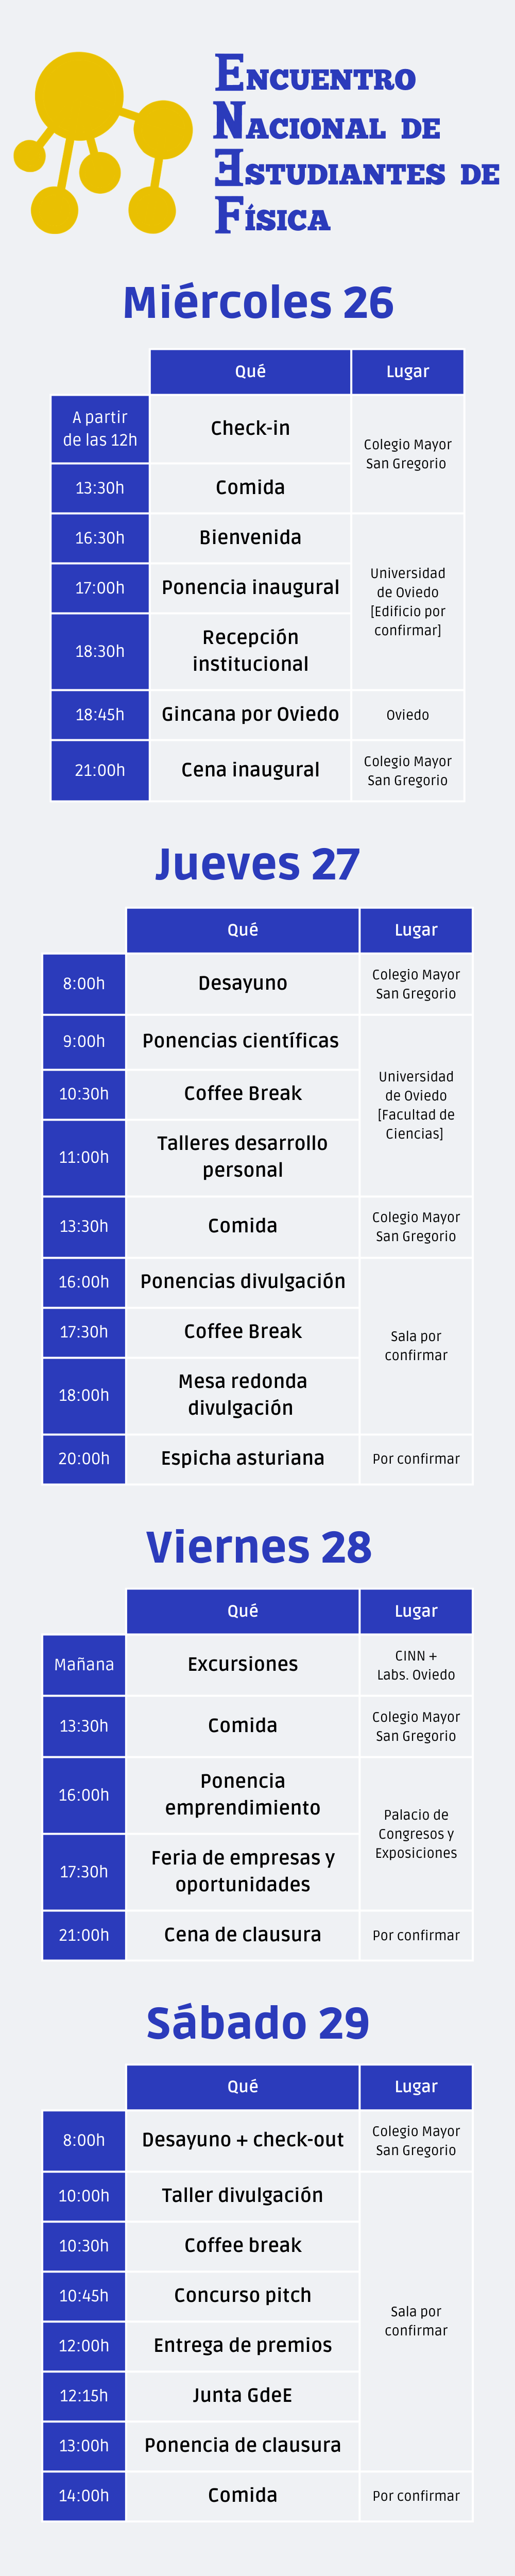 Encuentro
Nacional de
Estudiantes de
Física
Miércoles 26
Qué Lugar
A partir
de las 12h
Check-in
Colegio Mayor
San Gregorio
13:30h Comida
16:30h Bienvenida
Universidad
de Oviedo
[Edificio por
confirmar]
17:00h Ponencia inaugural
18:30h
Recepción
institucional
18:45h Gincana por Oviedo Oviedo
21:00h Cena inaugural
Colegio Mayor
San Gregorio
Jueves 27
Qué Lugar
8:00h Desayuno
Colegio Mayor
San Gregorio
9:00h Ponencias científicas
Universidad
de Oviedo
[Facultad de
Ciencias]
10:30h Coffee Break
11:00h
Talleres desarrollo
personal
13:30h Comida
Colegio Mayor
San Gregorio
16:00h Ponencias divulgación
Sala por
confirmar
17:30h Coffee Break
18:00h
Mesa redonda
divulgación
20:00h Espicha asturiana Por confirmar
Viernes 28
Qué Lugar
Mañana Excursiones
CINN +
Labs. Oviedo
13:30h Comida
Colegio Mayor
San Gregorio
16:00h
Ponencia
emprendimiento
Palacio de
Congresos y
Exposiciones
17:30h
Feria de empresas y
oportunidades
21:00h Cena de clausura Por confirmar
Sábado 29
Qué Lugar
8:00h Desayuno + check-out
Colegio Mayor
San Gregorio
10:00h Taller divulgación
Sala por
confirmar
10:30h Coffee break
10:45h Concurso pitch
12:00h Entrega de premios
12:15h Junta GdeE
13:00h Ponencia de clausura
14:00h Comida Por confirmar